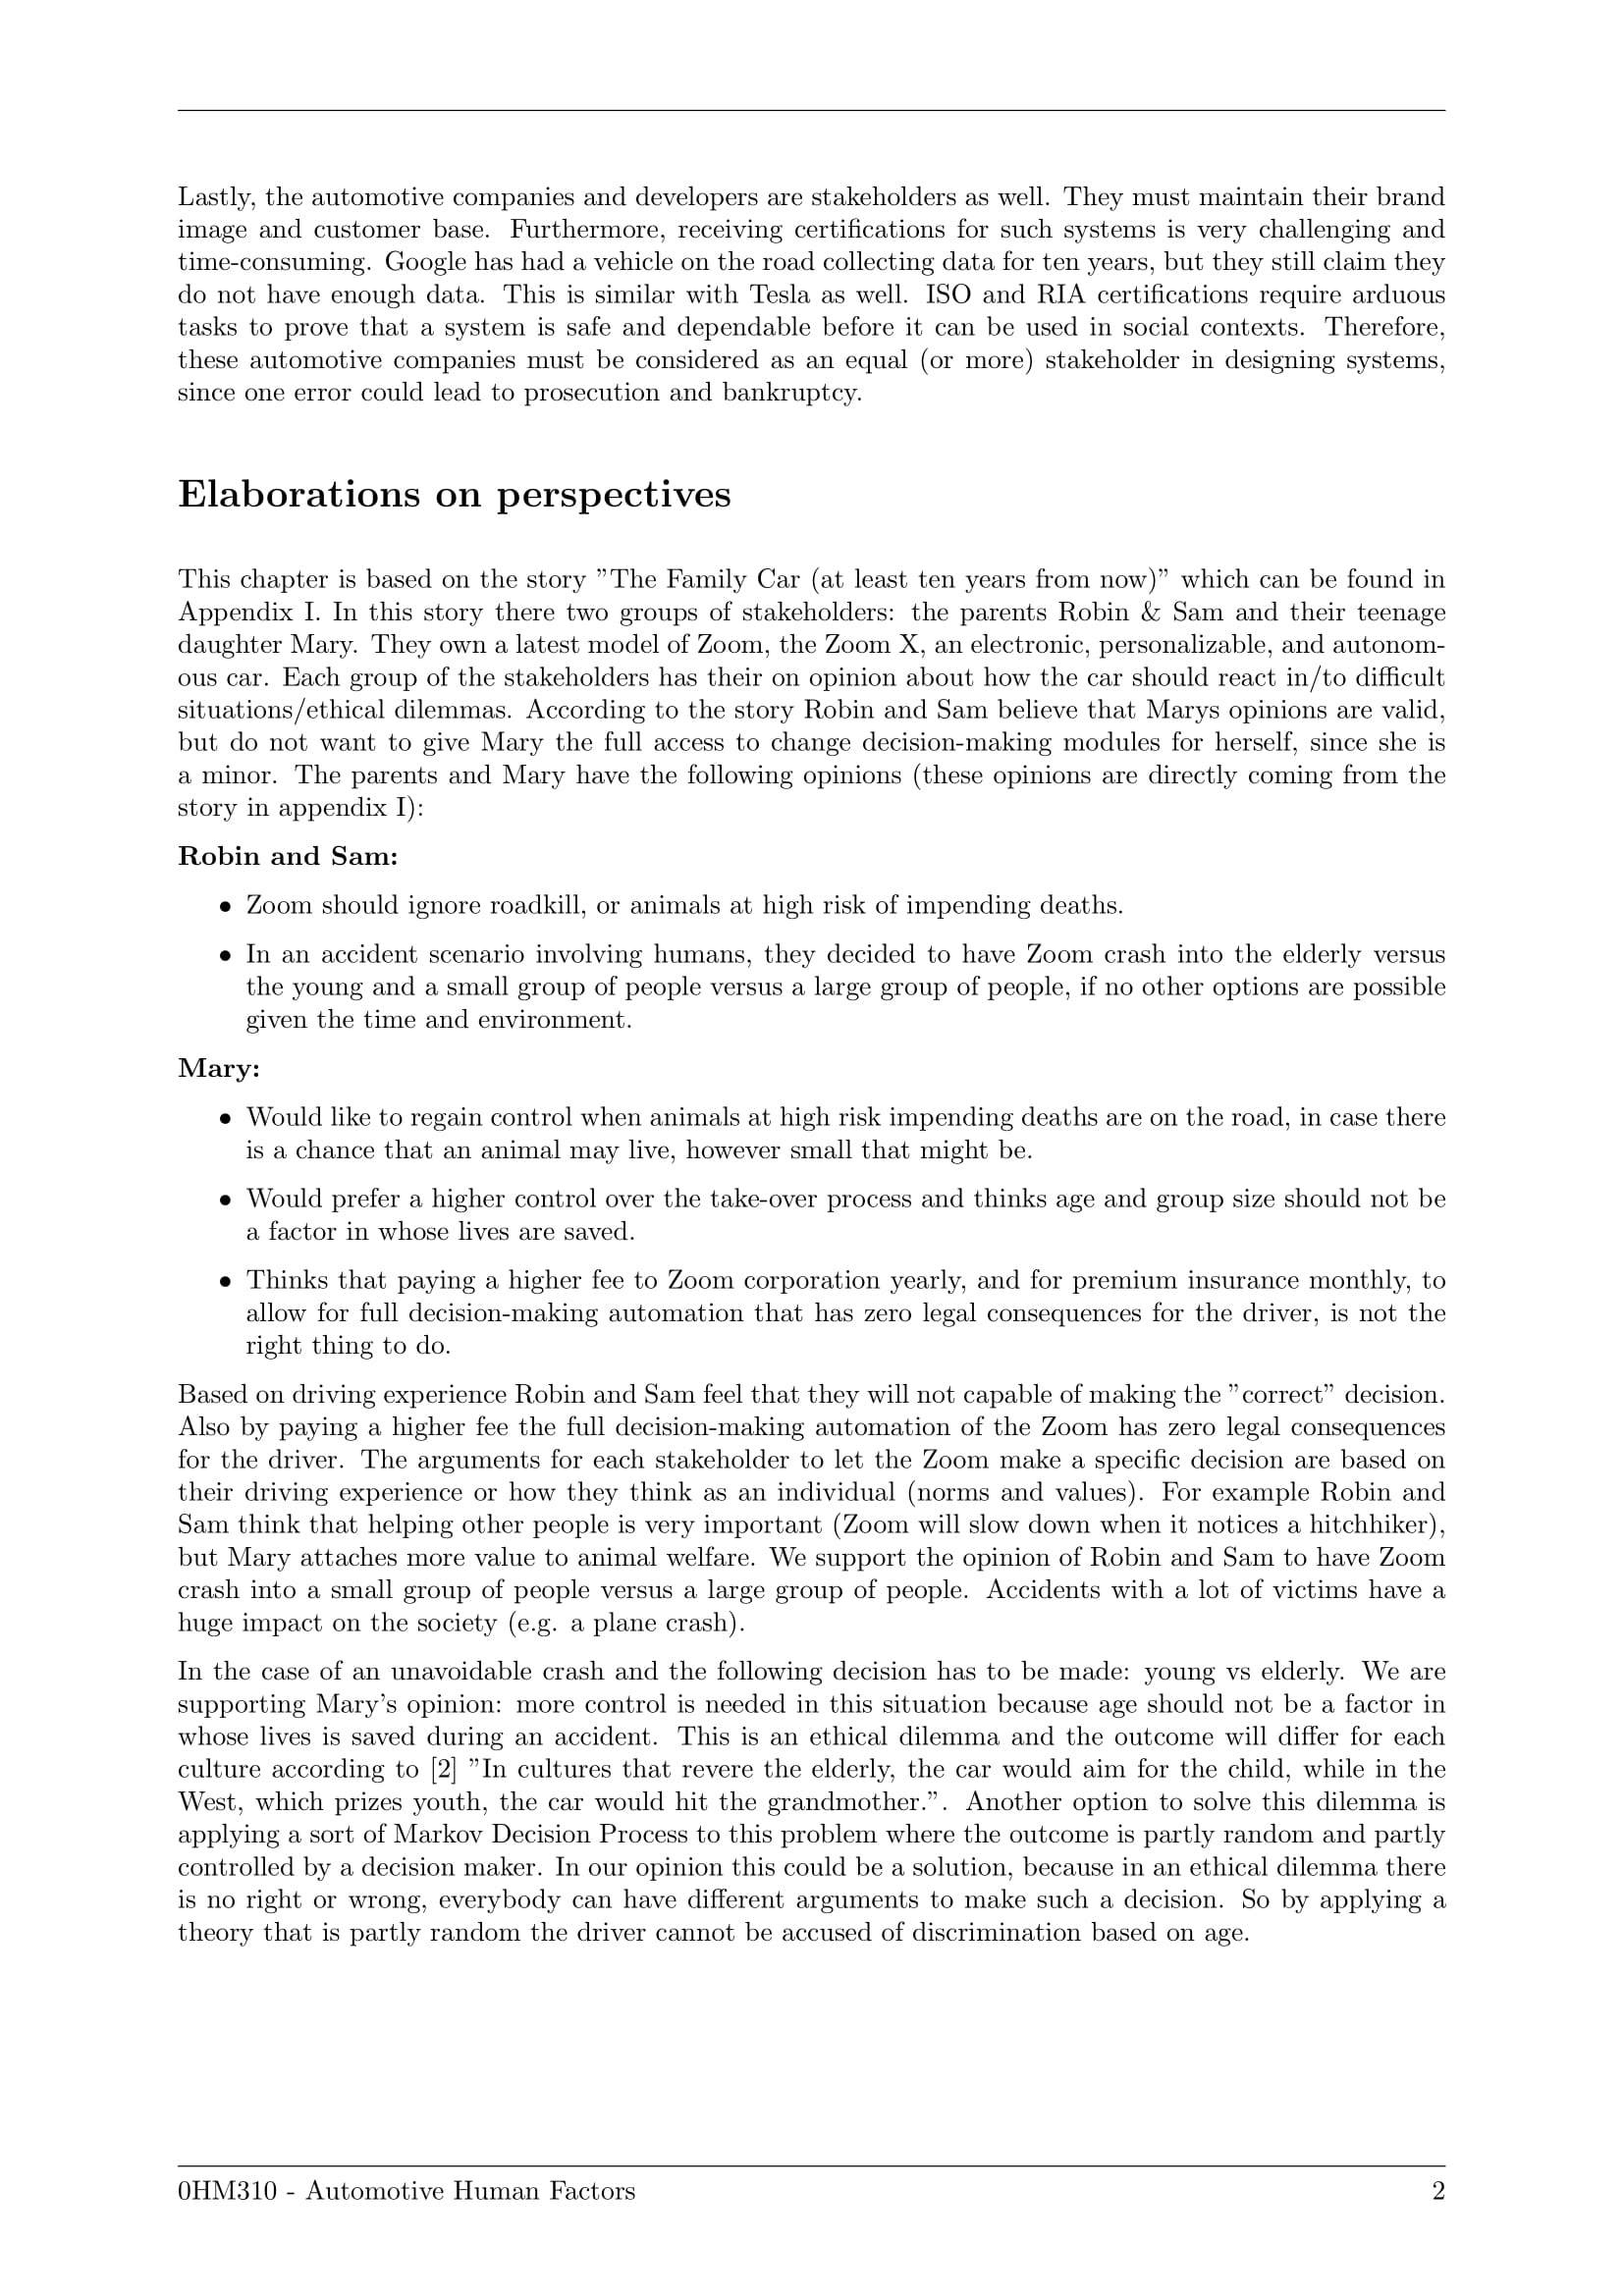 Lastly, the automotive companies and developers are stakeholders as well. They must maintain their brand
image and customer base. Furthermore, receiving certifications for such systems is very challenging and
time-consuming. Google has had a vehicle on the road collecting data for ten years, but they still claim they
do not have enough data. This is similar with Tesla as well. ISO and RIA certifications require arduous
tasks to prove that a system is safe and dependable before it can be used in social contexts. Therefore,
these automotive companies must be considered as an equal (or more) stakeholder in designing systems,
since one error could lead to prosecution and bankruptcy.
Elaborations on perspectives
This chapter is based on the story ”The Family Car (at least ten years from now)” which can be found in
Appendix I. In this story there two groups of stakeholders: the parents Robin & Sam and their teenage
daughter Mary. They own a latest model of Zoom, the Zoom X, an electronic, personalizable, and autonom-
ous car. Each group of the stakeholders has their on opinion about how the car should react in/to difficult
situations/ethical dilemmas. According to the story Robin and Sam believe that Marys opinions are valid,
but do not want to give Mary the full access to change decision-making modules for herself, since she is
a minor. The parents and Mary have the following opinions (these opinions are directly coming from the
story in appendix I):
Robin and Sam:
• Zoom should ignore roadkill, or animals at high risk of impending deaths.
• In an accident scenario involving humans, they decided to have Zoom crash into the elderly versus
the young and a small group of people versus a large group of people, if no other options are possible
given the time and environment.
Mary:
• Would like to regain control when animals at high risk impending deaths are on the road, in case there
is a chance that an animal may live, however small that might be.
• Would prefer a higher control over the take-over process and thinks age and group size should not be
a factor in whose lives are saved.
• Thinks that paying a higher fee to Zoom corporation yearly, and for premium insurance monthly, to
allow for full decision-making automation that has zero legal consequences for the driver, is not the
right thing to do.
Based on driving experience Robin and Sam feel that they will not capable of making the ”correct” decision.
Also by paying a higher fee the full decision-making automation of the Zoom has zero legal consequences
for the driver. The arguments for each stakeholder to let the Zoom make a specific decision are based on
their driving experience or how they think as an individual (norms and values). For example Robin and
Sam think that helping other people is very important (Zoom will slow down when it notices a hitchhiker),
but Mary attaches more value to animal welfare. We support the opinion of Robin and Sam to have Zoom
crash into a small group of people versus a large group of people. Accidents with a lot of victims have a
huge impact on the society (e.g. a plane crash).
In the case of an unavoidable crash and the following decision has to be made: young vs elderly. We are
supporting Mary’s opinion: more control is needed in this situation because age should not be a factor in
whose lives is saved during an accident. This is an ethical dilemma and the outcome will differ for each
culture according to [2] ”In cultures that revere the elderly, the car would aim for the child, while in the
West, which prizes youth, the car would hit the grandmother.”. Another option to solve this dilemma is
applying a sort of Markov Decision Process to this problem where the outcome is partly random and partly
controlled by a decision maker. In our opinion this could be a solution, because in an ethical dilemma there
is no right or wrong, everybody can have different arguments to make such a decision. So by applying a
theory that is partly random the driver cannot be accused of discrimination based on age.
0HM310 - Automotive Human Factors 2